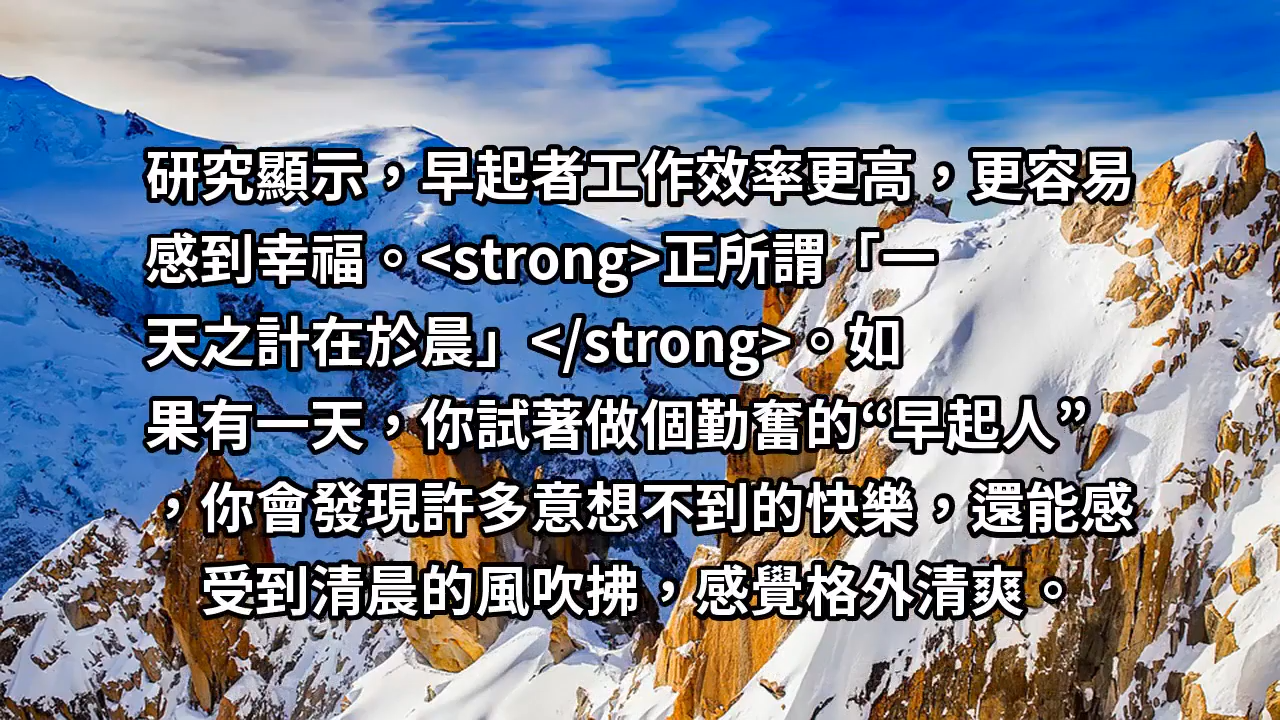 研究顯示，早起者工作效率更高，更容易
感到幸福。<strong>正所謂「一
天之計在於晨」</strong>。如
果有一天，你試著做個勤奮的“早起人”
，你會發現許多意想不到的快樂，還能感
受到清晨的風吹拂，感覺格外清爽。